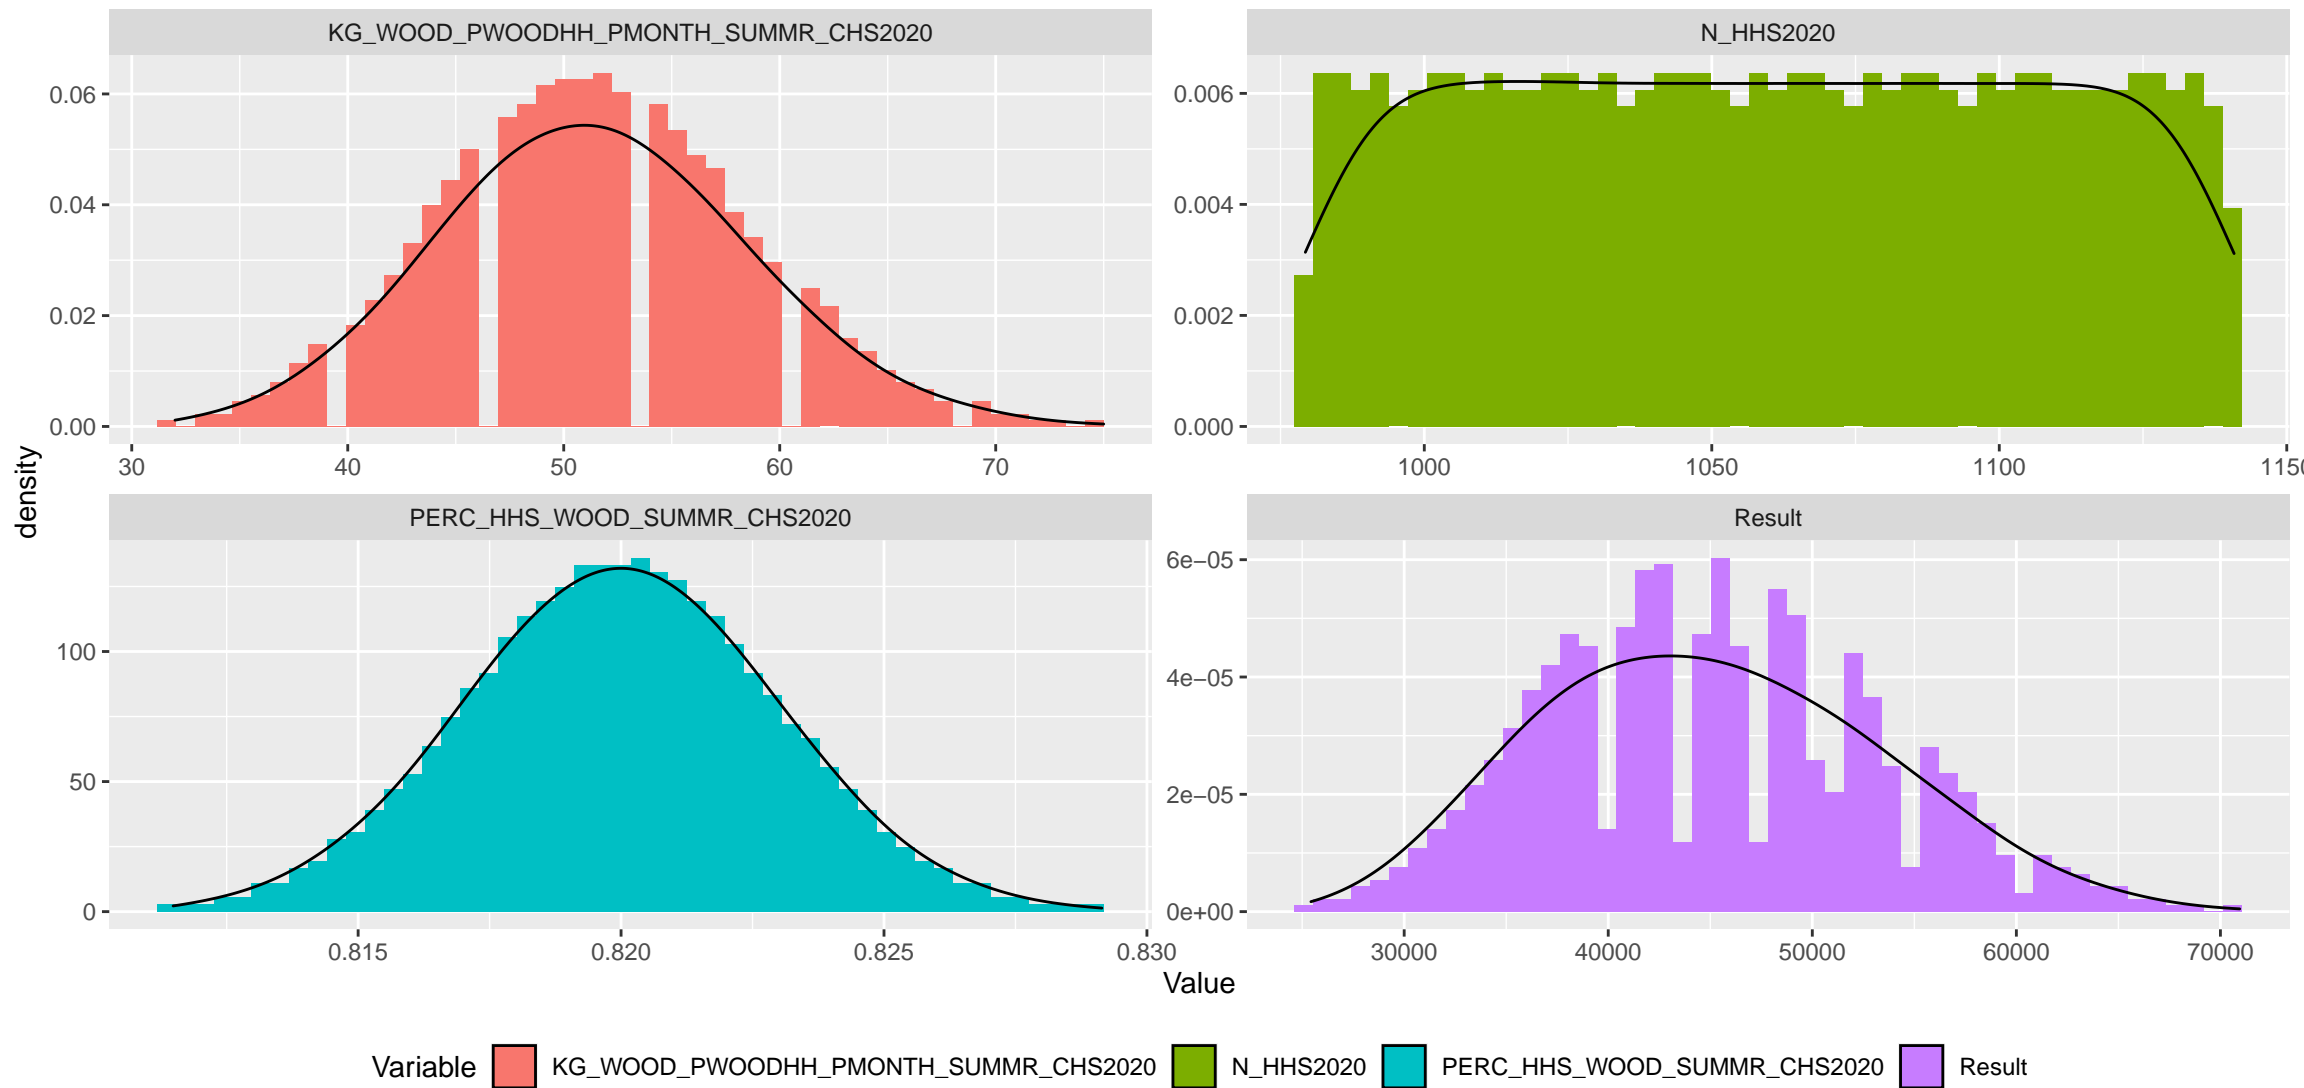 KG_WOOD_PWOODHH_PMONTH_SUMMR_CHS2020 N_HHS2020
0.06 0.006
0.04 0.004
0.02 0.002
0.00 0.000
30 40 50 60 70 1000 1050 1100 115
density
PERC_HHS_WOOD_SUMMR_CHS2020 Result
100 6e−05
50 4e−05
0 2e−05
0e+00
0.815 0.820 0.825 0.830 30000 40000 50000 60000 70000
Value
Variable KG_WOOD_PWOODHH_PMONTH_SUMMR_CHS2020 N_HHS2020 PERC_HHS_WOOD_SUMMR_CHS2020 Result